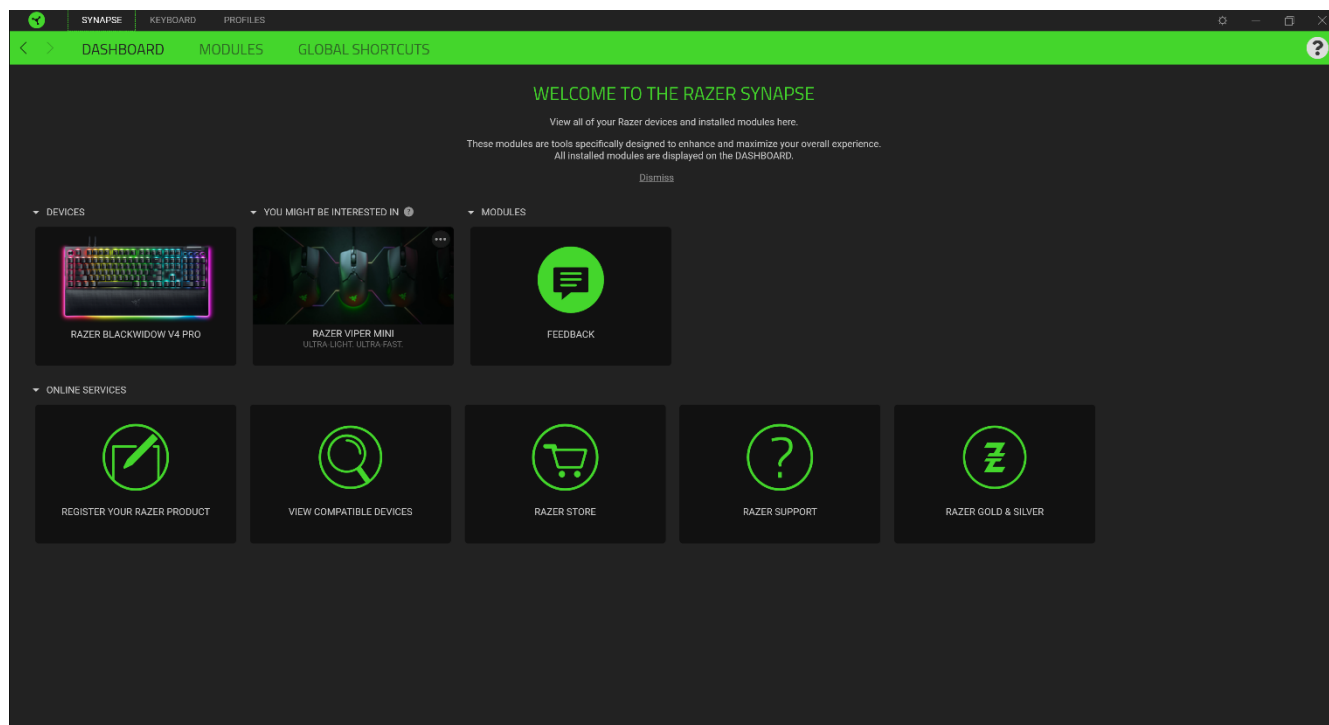 SYNAPSE KEYBOARD PROFILES
DASHBOARD MODULES GLOBAL SHORTCUTS ?
WELCOME TO THE RAZER SYNAPSE
View all of your Razer devices and installed modules here.
These modules are tools specifically designed to enhance and maximize your overall experience.
All installed modules are displayed on the DASHBOARD.
Dismiss
DEVICES
YOU MIGHT BE INTERESTED IN ?
MODULES
RAZER BLACKWIDOW V4 PRO
RAZER VIPER MINI
ULTRA-LIGHT. ULTRA-FAST.
FEEDBACK
ONLINE SERVICES
REGISTER YOUR RAZER PRODUCT
VIEW COMPATIBLE DEVICES
RAZER STORE
RAZER SUPPORT
RAZER GOLD & SILVER